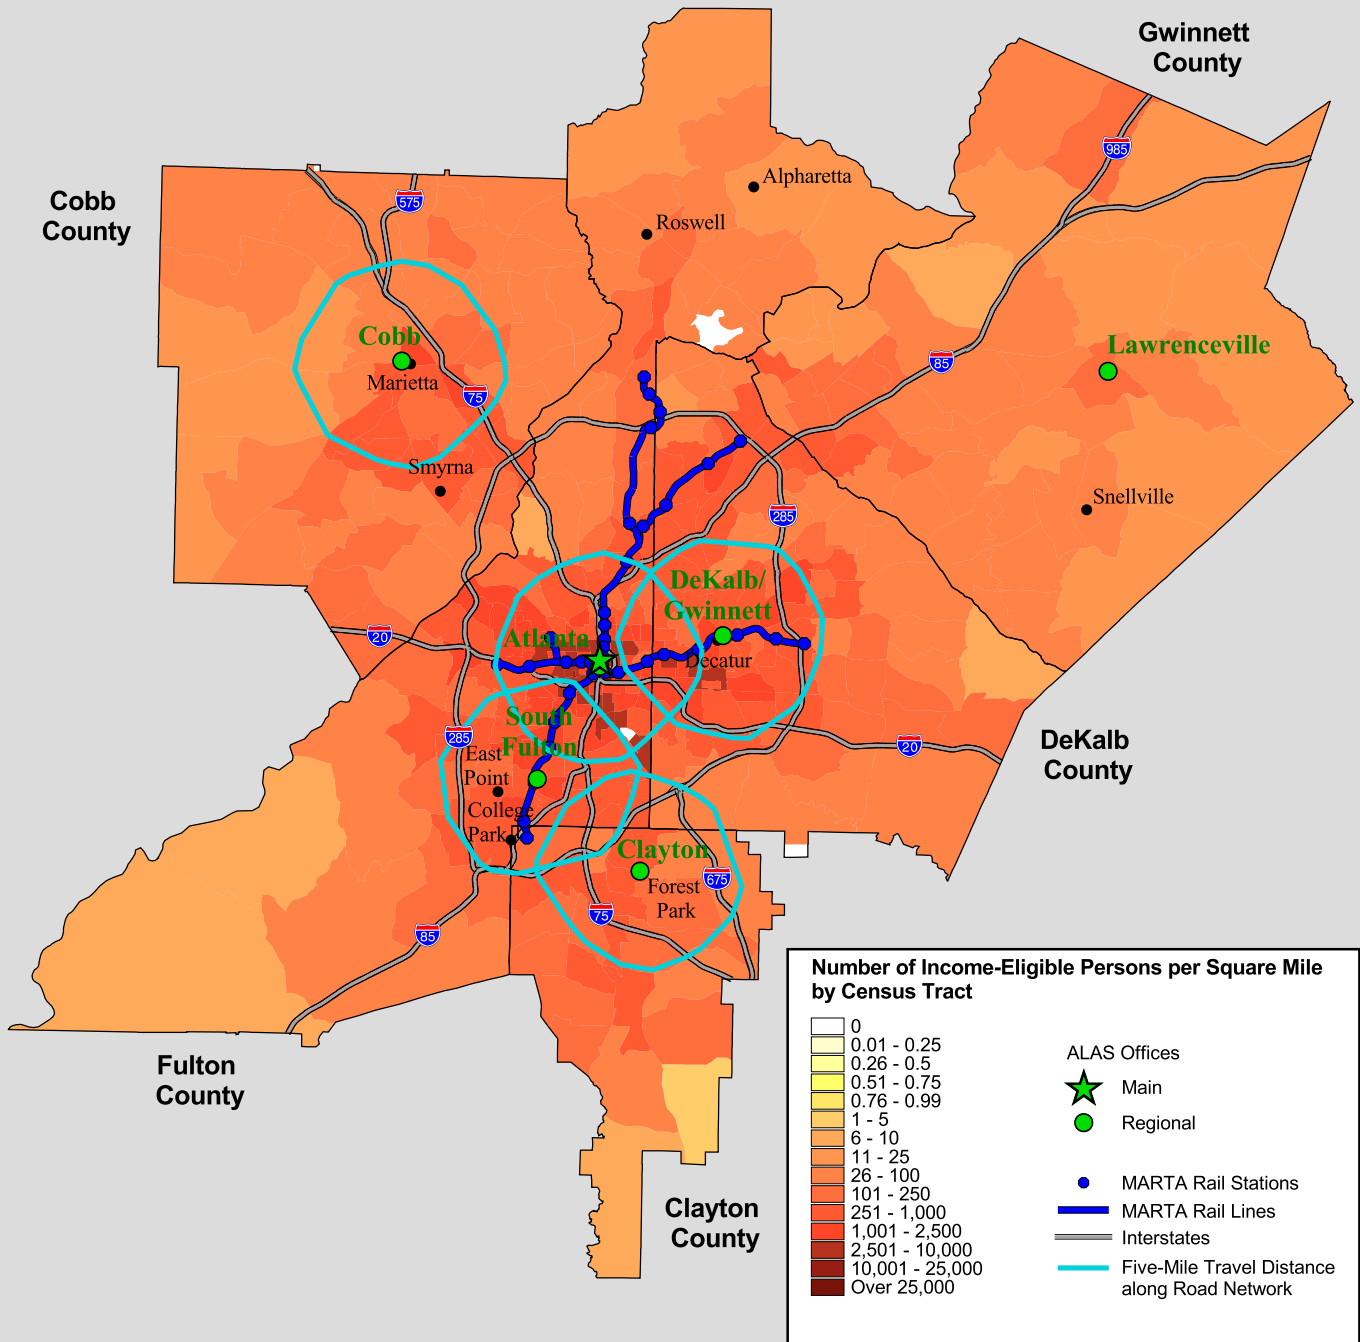 Gwinnett
County
985
Alpharetta
Cobb
County
575
Roswell
Cobb
Marietta
75
85
Lawrenceville
Smyrna
Snellville
285
DeKalb/
Gwinnett
20
Atlanta
Decatur
South
Fulton
285
East
Point
20
DeKalb
County
College
Park
Clayton
675
Forest
Park
75
85
Fulton
County
Clayton
County
Number of Income-Eligible Persons per Square Mile
by Census Tract
0
0.01 - 0.25
0.26 - 0.5
0.51 - 0.75
0.76 - 0.99
1 - 5
6 - 10
11 - 25
26 - 100
101 - 250
251 - 1,000
1,001 - 2,500
2,501 - 10,000
10,001 - 25,000
Over 25,000
ALAS Offices
Main
Regional
MARTA Rail Stations
MARTA Rail Lines
Interstates
Five-Mile Travel Distance
along Road Network